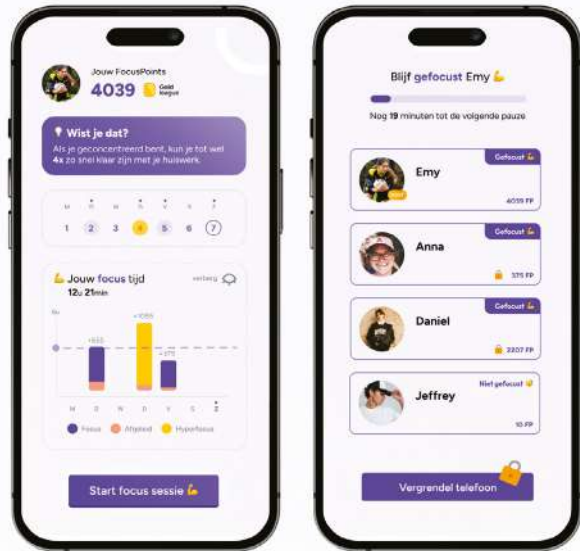 Jouw FocusPoints
4039
Gold
league
Wist je dat?
Als je geconcentreerd bent, kun je tot wel
4x zo snel klaar zijn met je huiswerk.
M D W D V S Z
1 2 3 4 5 6 7
Jouw focus tijd
verberg
12u 21min
+1055
+555
+375
M D W D V S Z
Focus Afgeleid Hyperfocus
Start focus sessie
Blijf gefocust Emy
Nog 19 minuten tot de volgende pauze
Gefocust
Emy
4039 FP
Gefocust
Anna
375 FP
Gefocust
Daniel
2207 FP
Niet gefocust
Jeffrey
10 FP
Vergrendel telefoon